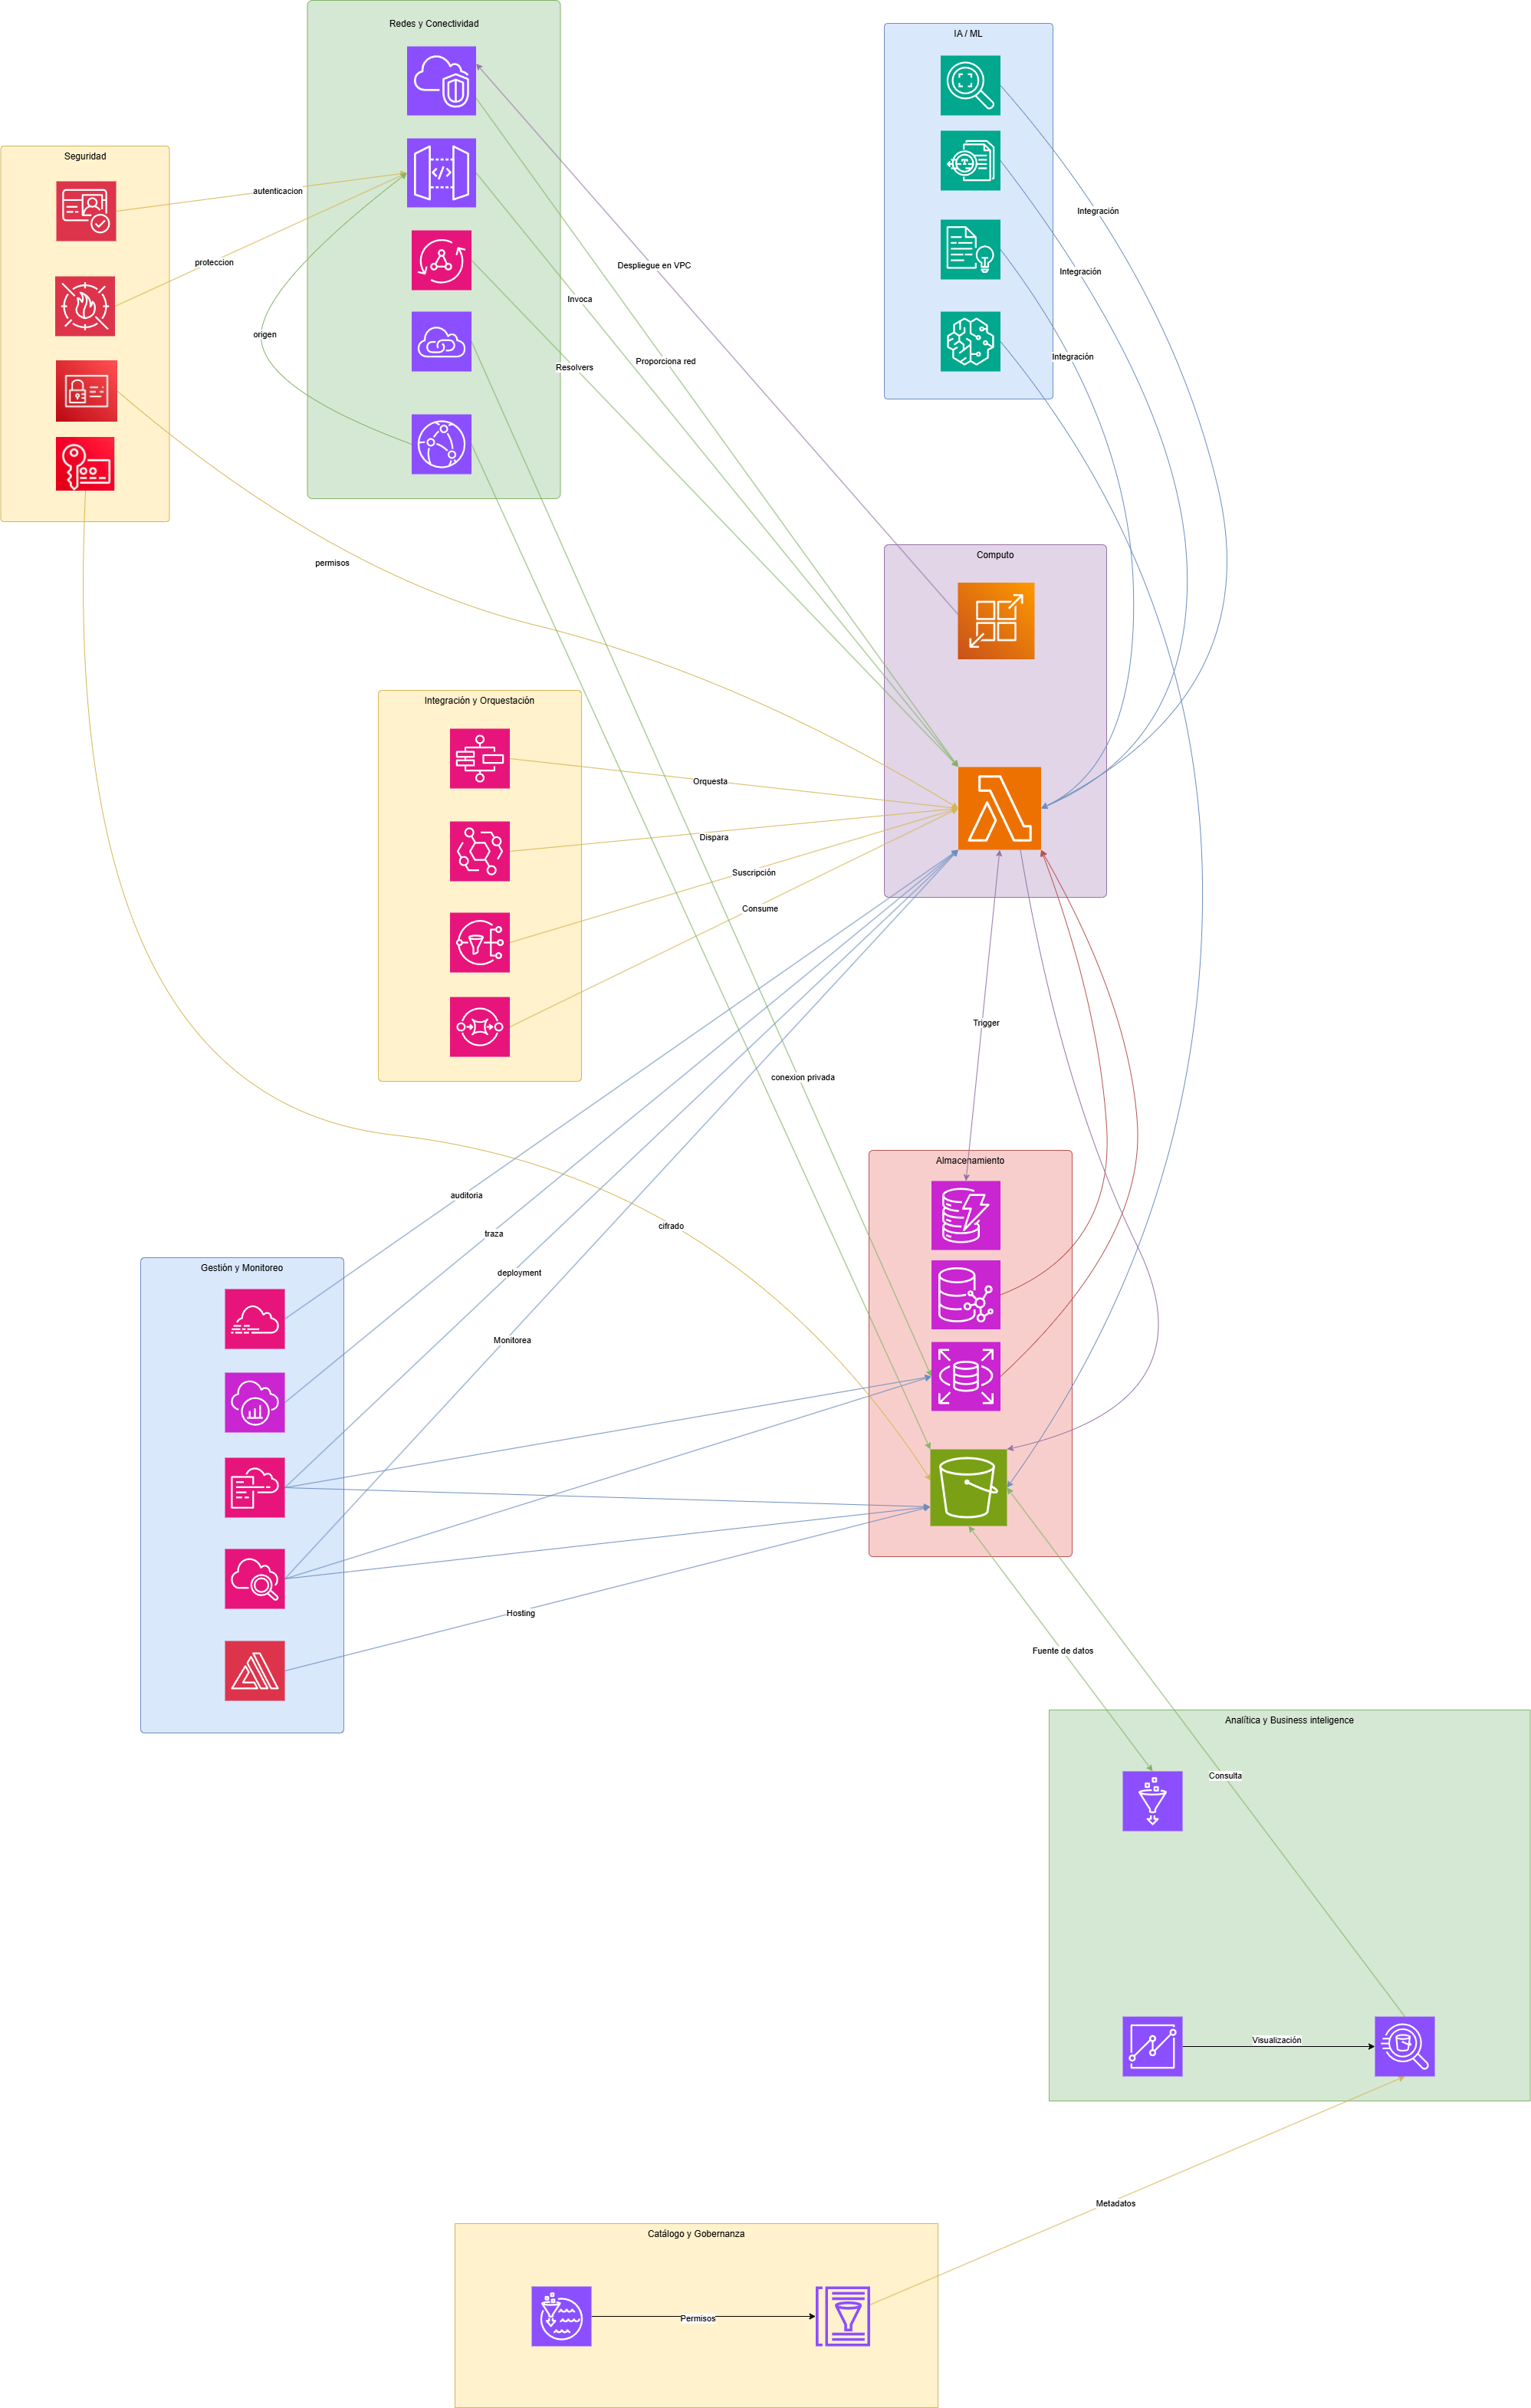 Redes y Conectividad
IA / ML
Seguridad
autenticacion
Integración
proteccion
Despliegue en VPC
Integración
Invoca
origen
Integración
Proporciona red
Resolvers
Computo
permisos
Integración y Orquestación
Orquesta
Dispara
Suscripción
Consume
Trigger
conexion privada
Almacenamiento
auditoria
cifrado
traza
Gestión y Monitoreo
deployment
Monitorea
Hosting
Fuente de datos
Analítica y Business inteligence
Consulta
Visualización
Metadatos
Catálogo y Gobernanza
Permisos